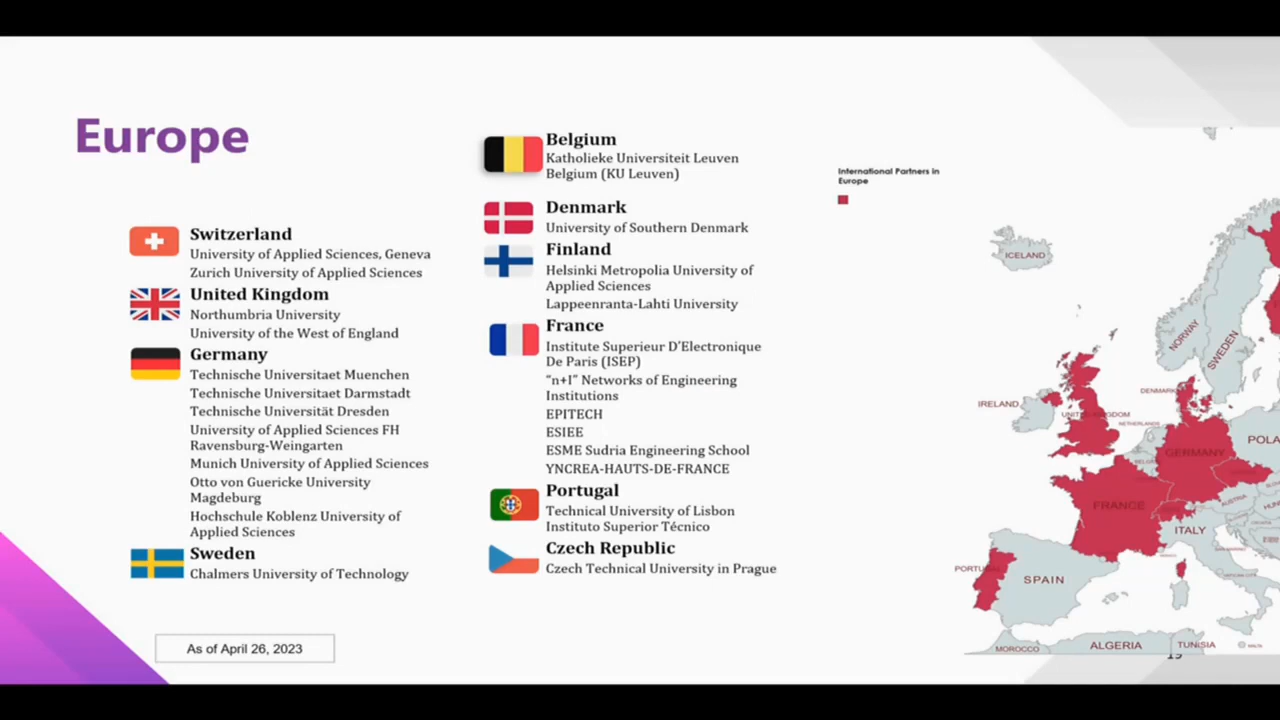 Europe
Switzerland
University of Applied Sciences, Geneva
Zurich University of Applied Sciences
United Kingdom
Northumbria University
University of the West of England
Germany
Technische Universitaet Muenchen
Technische Universitaet Darmstadt
Technische Universität Dresden
University of Applied Sciences FH
Ravensburg-Weingarten
Munich University of Applied Sciences
Otto von Guericke University
Magdeburg
Hochschule Koblenz University of
Applied Sciences
Sweden
Chalmers University of Technology
As of April 26, 2023
Belgium
Katholieke Universiteit Leuven
Belgium (KU Leuven)
Denmark
University of Southern Denmark
Finland
Helsinki Metropolia University of
Applied Sciences
Lappeenranta-Lahti University
France
Institute Superieur D’Electronique
De Paris (ISEP)
“n+I” Networks of Engineering
Institutions
EPITECH
ESIEE
ESME Sudria Engineering School
YNCREA-HAUTS-DE-FRANCE
Portugal
Technical University of Lisbon
Instituto Superior Técnico
Czech Republic
Czech Technical University in Prague
International Partners in
Europe
ICELAND
NORWAY
SWEDEN
DENMARK
IRELAND
UNITED KINGDOM
NETHERLANDS
POLA
GERMANY
AUSTRIA
FRANCE
ITALY
PORTUGAL
SPAIN
MOROCCO
ALGERIA
TUNISIA
19